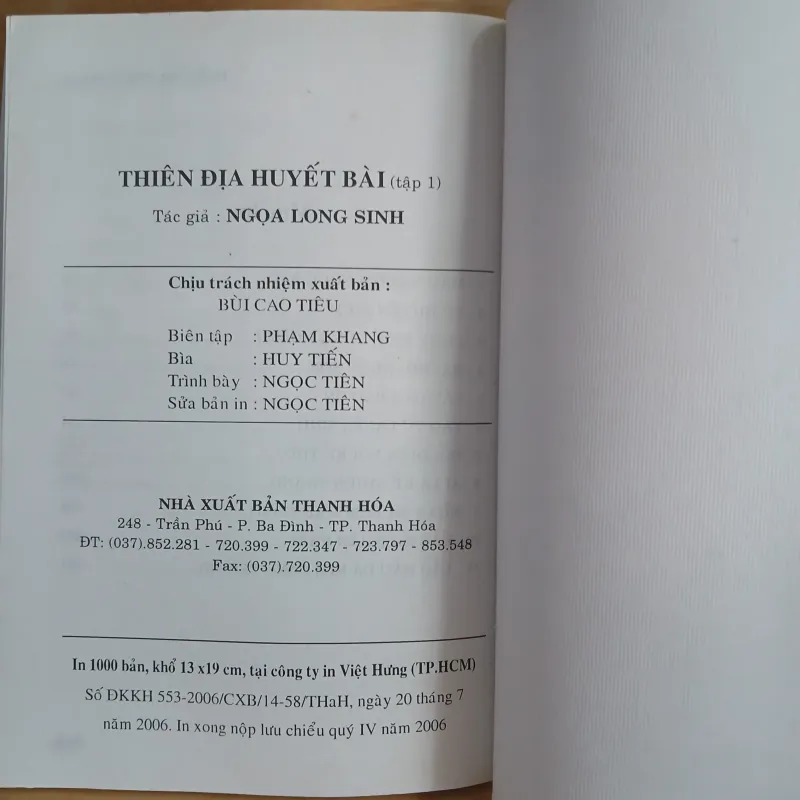 THIÊN ĐỊA HUYẾT BÀI (tập 1)
Tác giả : NGỌA LONG SINH
Chịu trách nhiệm xuất bản :
BÙI CAO TIÊU
Biên tập : PHẠM KHANG
Bìa : HUY TIẾN
Trình bày : NGỌC TIÊN
Sửa bản in : NGỌC TIÊN
NHÀ XUẤT BẢN THANH HÓA
248 - Trần Phú - P. Ba Đình - TP. Thanh Hóa
ĐT: (037).852.281 - 720.399 - 722.347 - 723.797 - 853.548
Fax: (037).720.399
In 1000 bản, khổ 13 x19 cm, tại công ty in Việt Hưng (TP.HCM)
Số ĐKKH 553-2006/CXB/14-58/THaH, ngày 20 tháng 7
năm 2006. In xong nộp lưu chiểu quý IV năm 2006